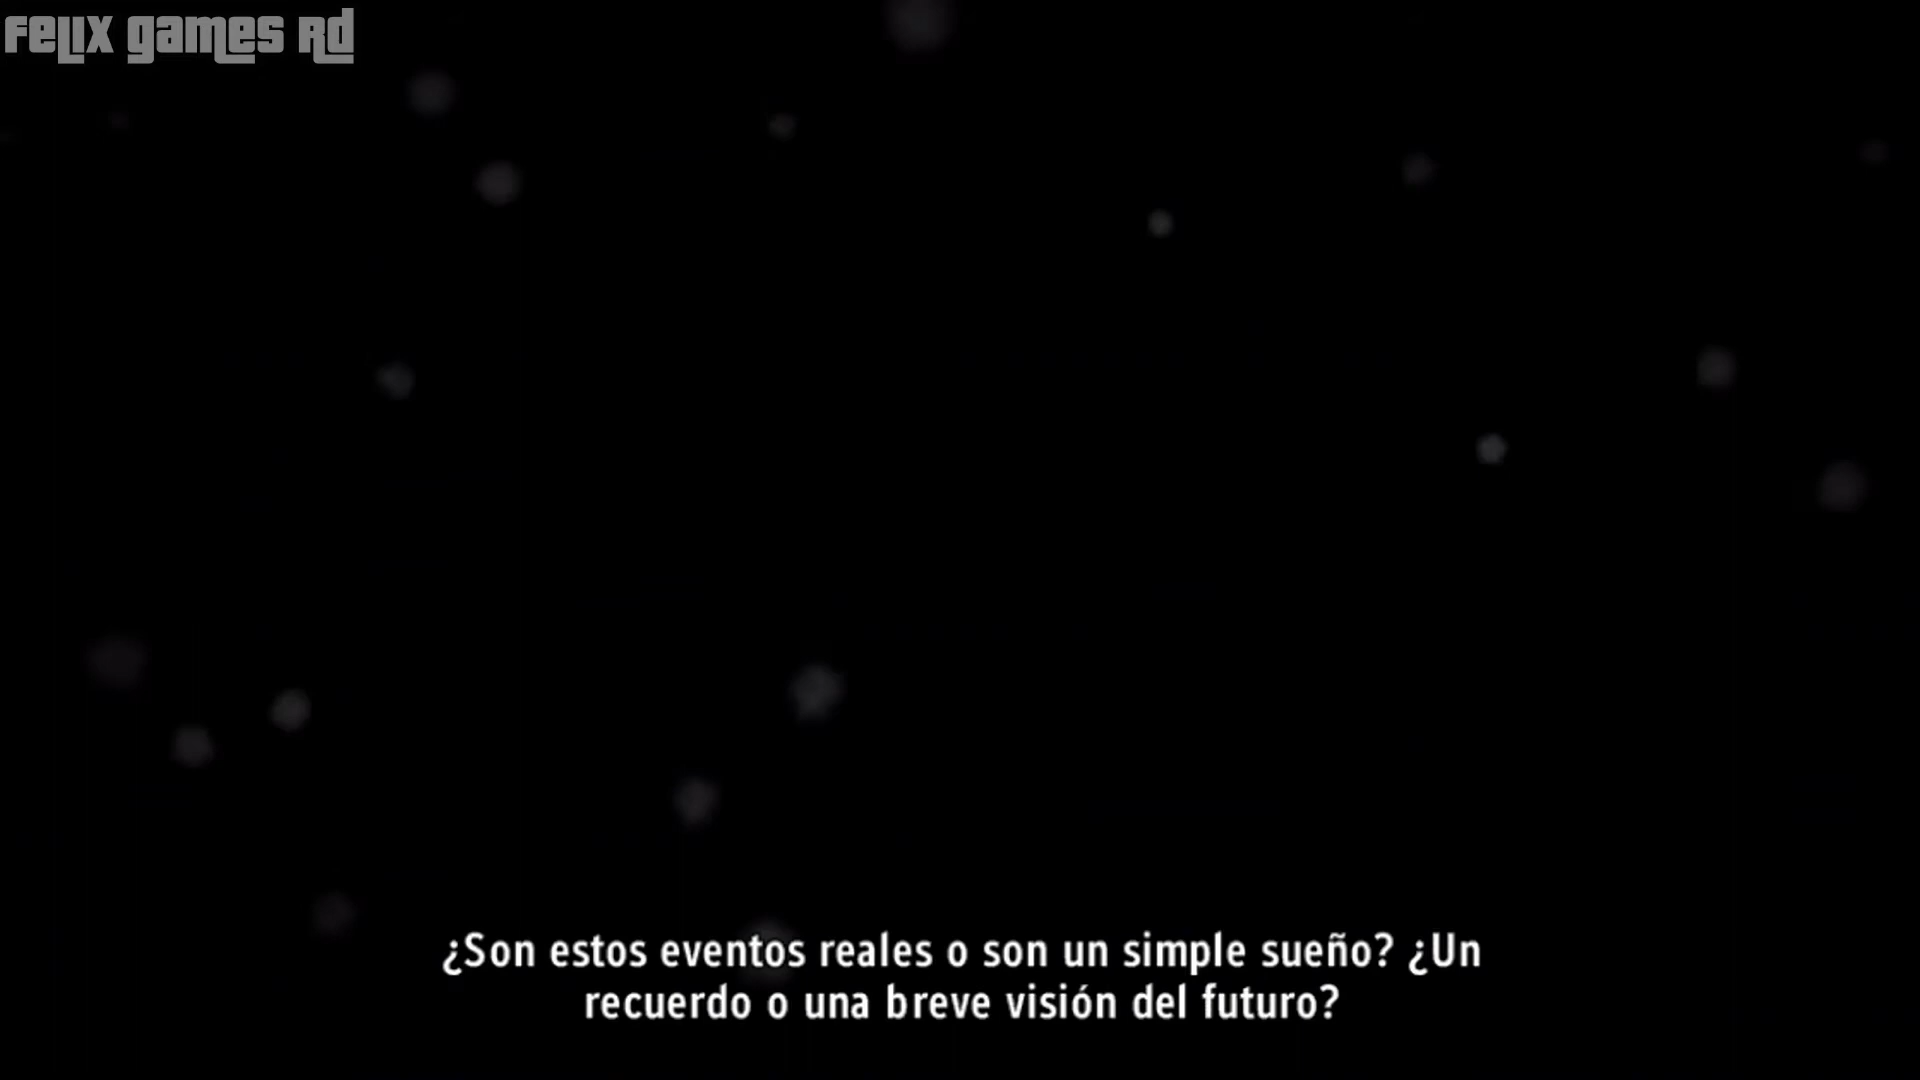 Felix games Rd
¿Son estos eventos reales o son un simple sueño? ¿Un
recuerdo o una breve visión del futuro?